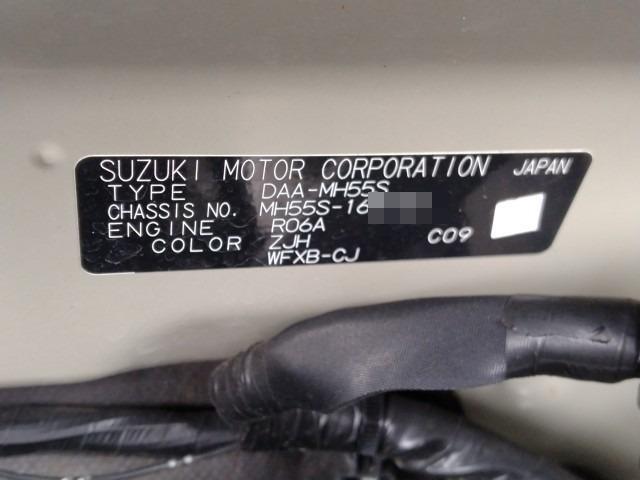 SUZUKI MOTOR CORPORATION JAPAN
TYPE DAA-MH55S
CHASSIS NO. MH55S-16
ENGINE R06A
COLOR ZJH C09
WFXB-CJ